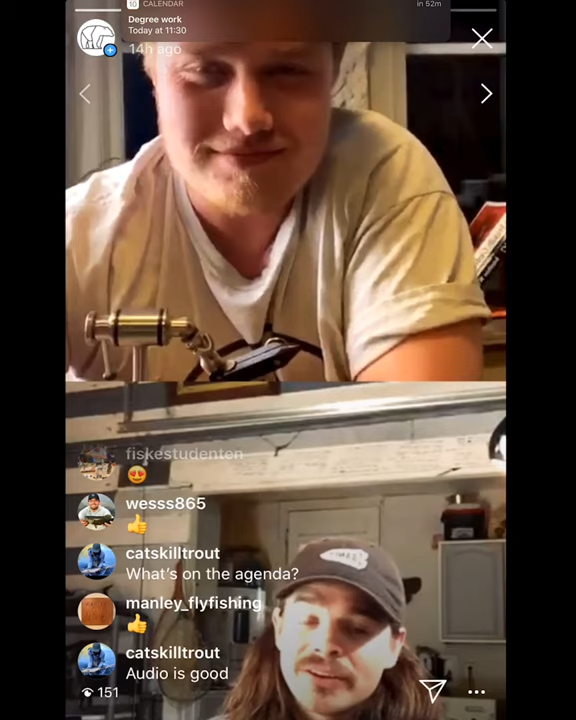 10 CALENDAR
in 52m
Degree work
Today at 11:30
14h ago
fiskestudenten
😍
wesss865
👍
catskilltrout
What's on the agenda?
manley_flyfishing
👍
catskilltrout
Audio is good
151